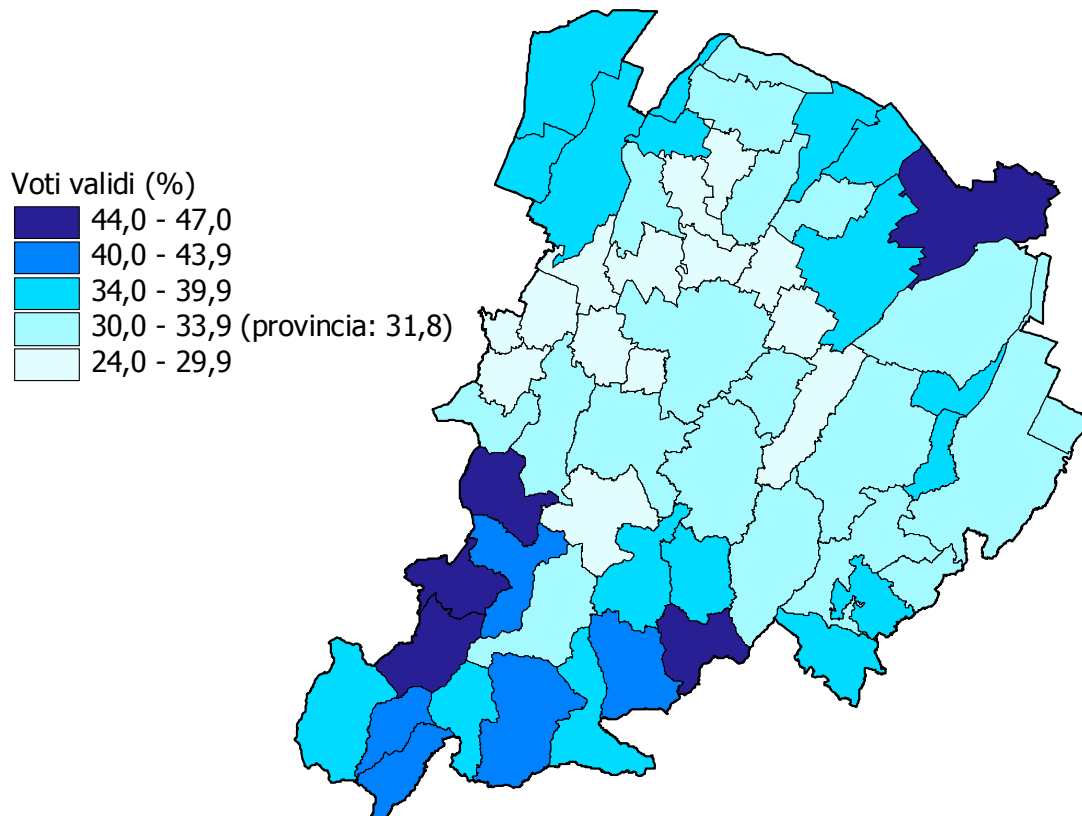 Voti validi (%)
44,0 - 47,0
40,0 - 43,9
34,0 - 39,9
30,0 - 33,9 (provincia: 31,8)
24,0 - 29,9